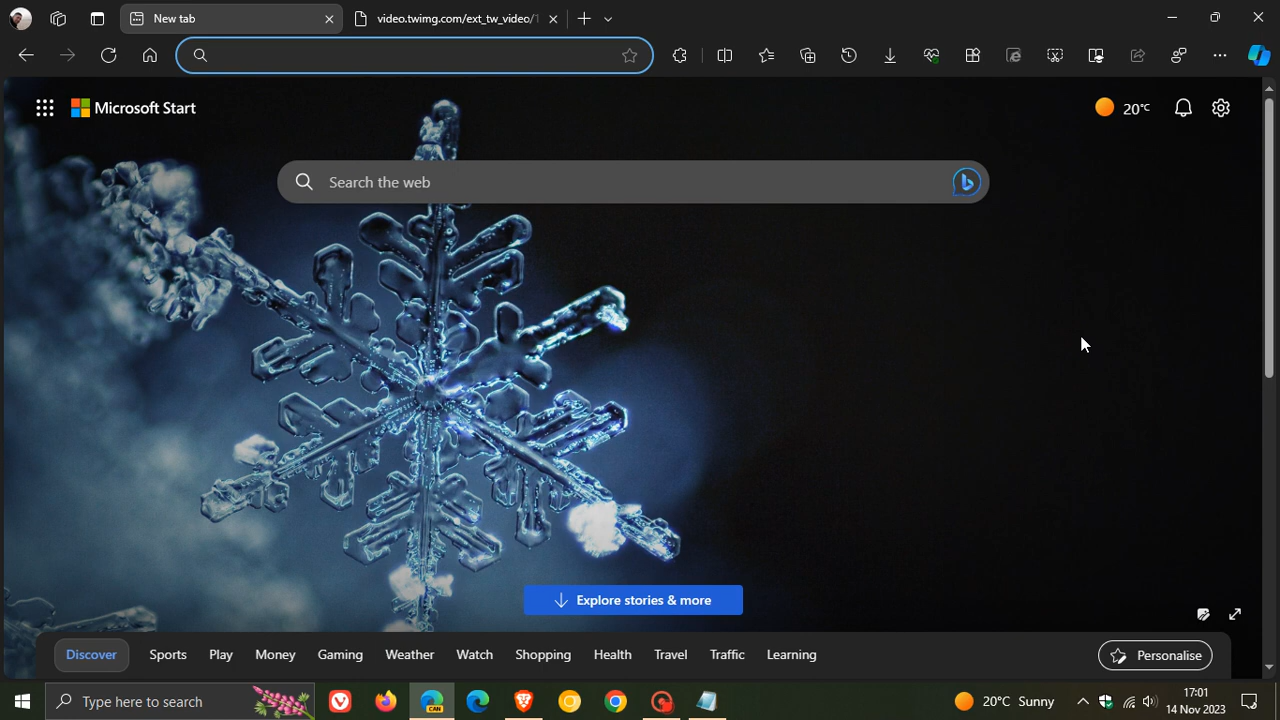 New tab
video.twimg.com/ext_tw_video/1
Microsoft Start
20°C
Search the web
Explore stories & more
Discover
Sports
Play
Money
Gaming
Weather
Watch
Shopping
Health
Travel
Traffic
Learning
Personalise
Type here to search
CAN
20°C Sunny
17:01
14 Nov 2023